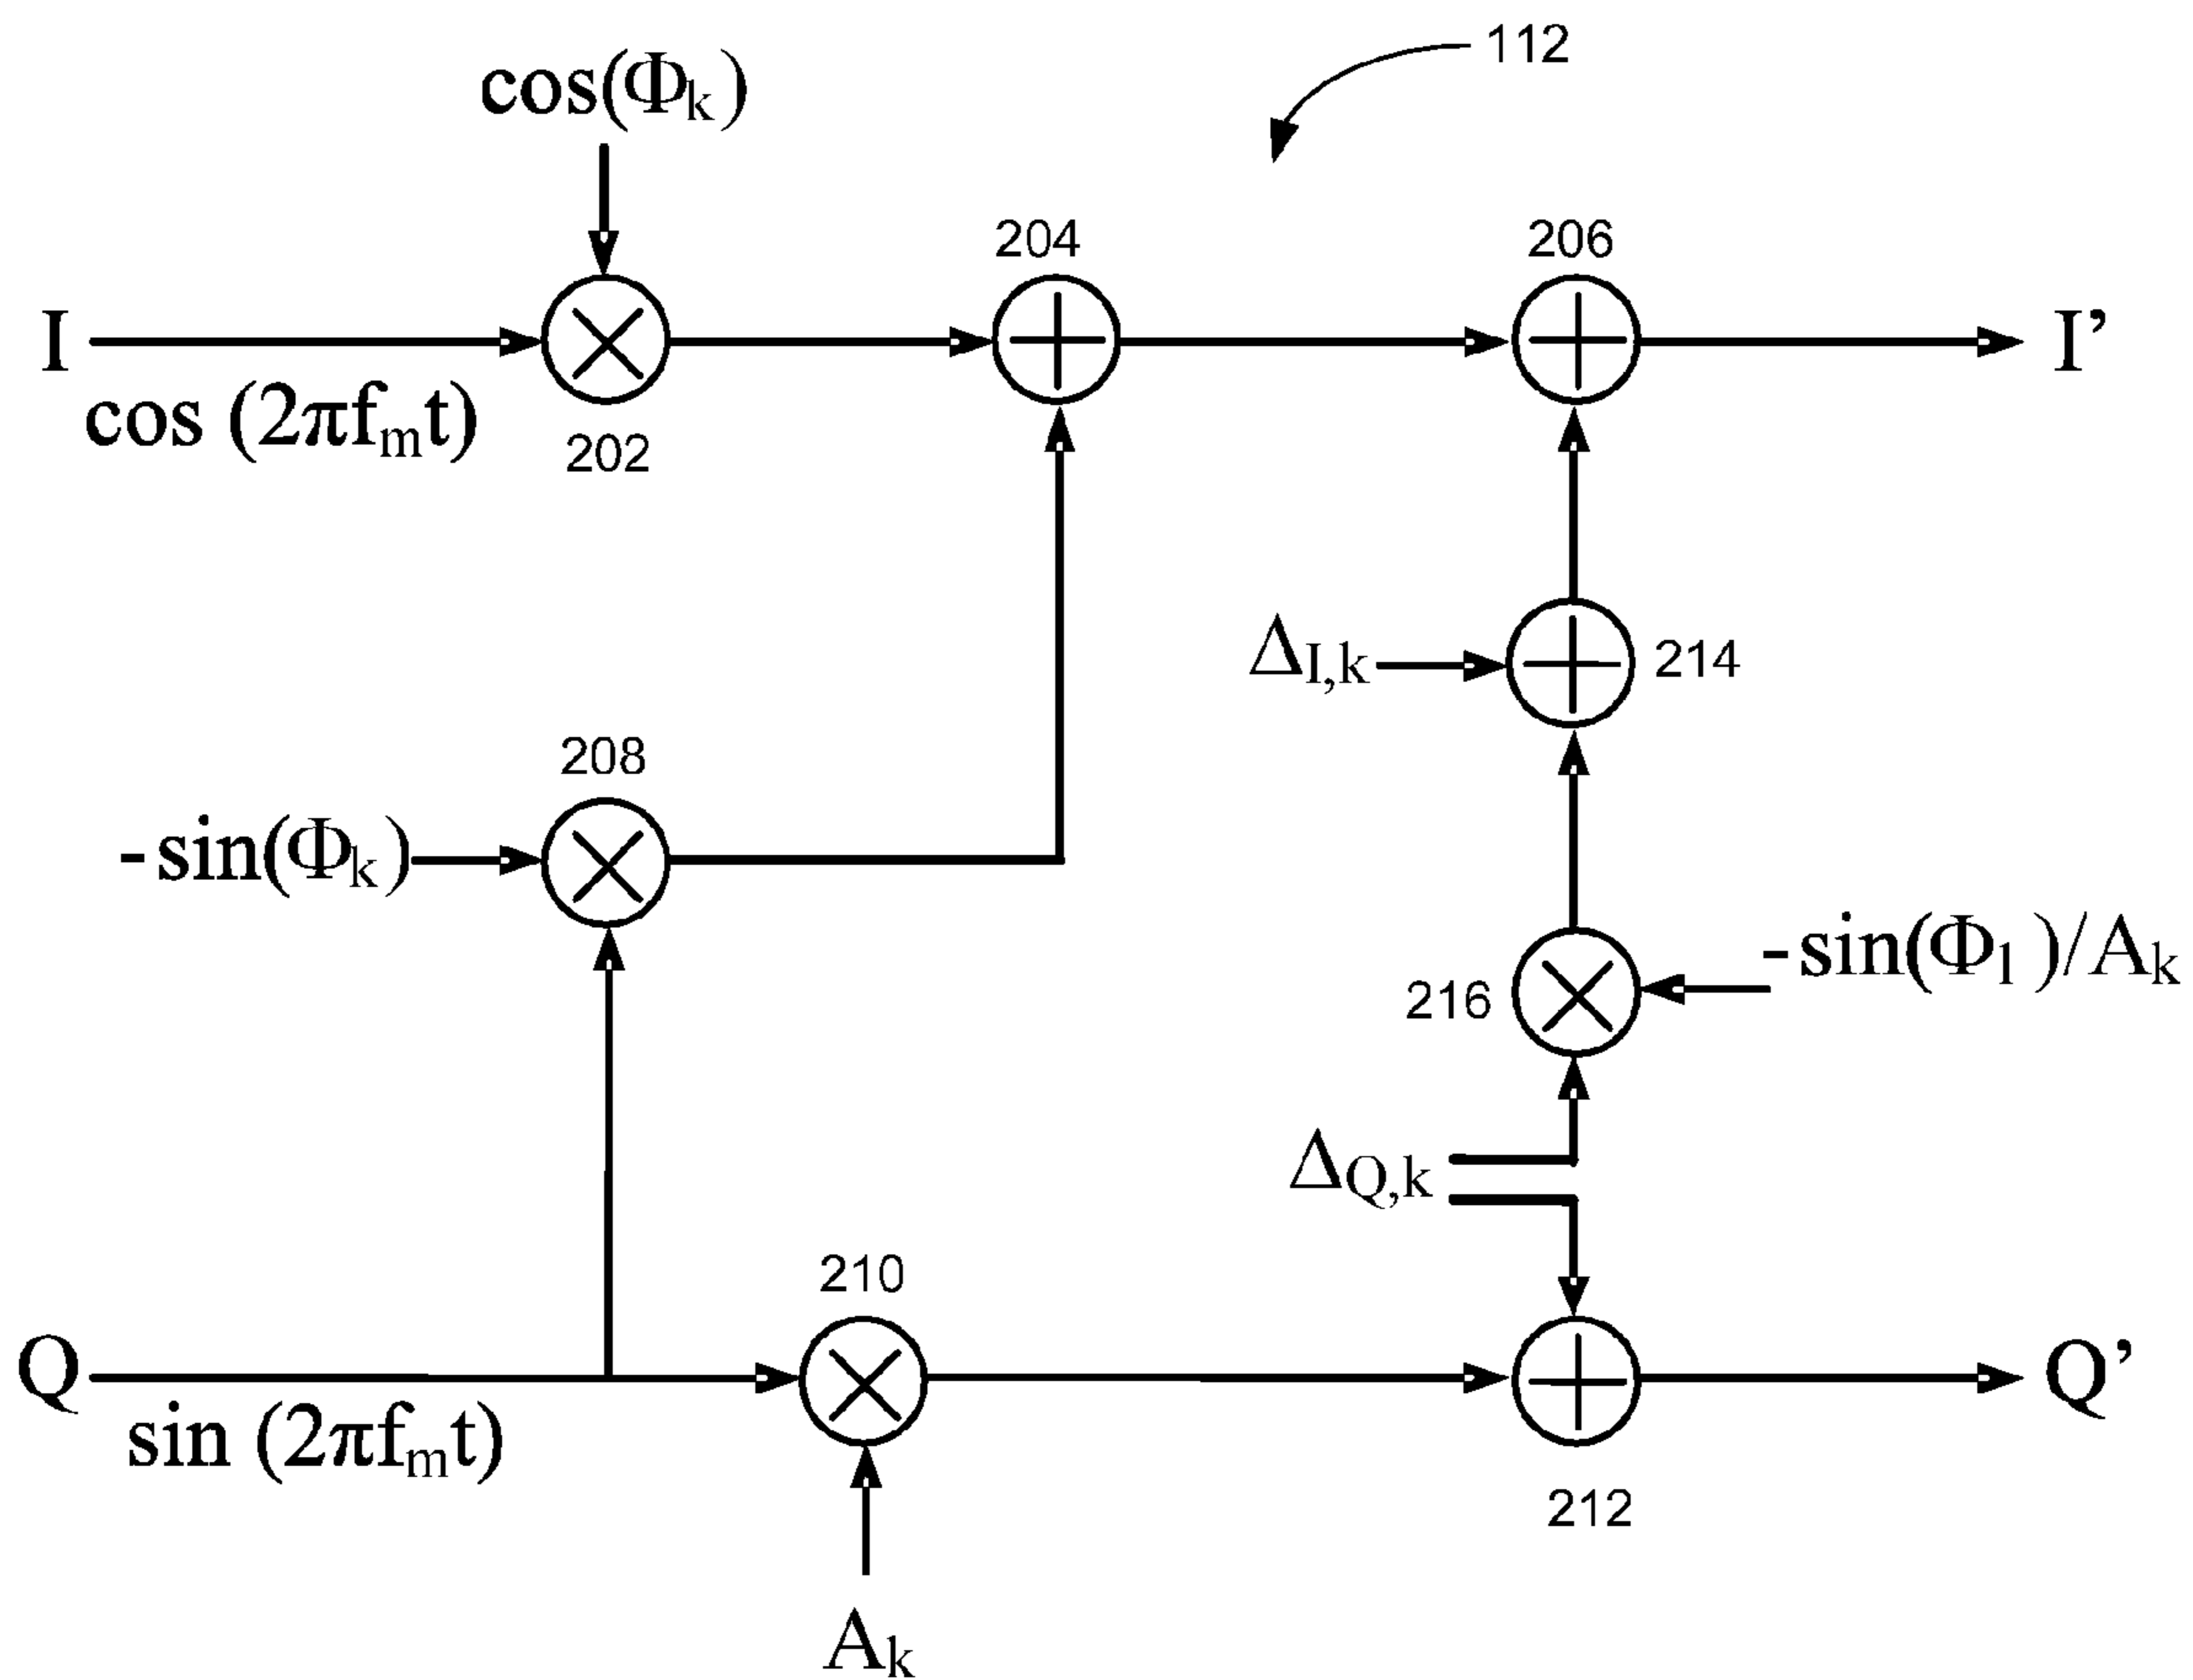 112
cos(Φk)
204
206
I
I’
cos (2πfmt)
202
ΔI,k
214
208
-sin(Φk)
-sin(Φ1)/Ak
216
ΔQ,k
210
Q
Q’
sin (2πfmt)
212
Ak